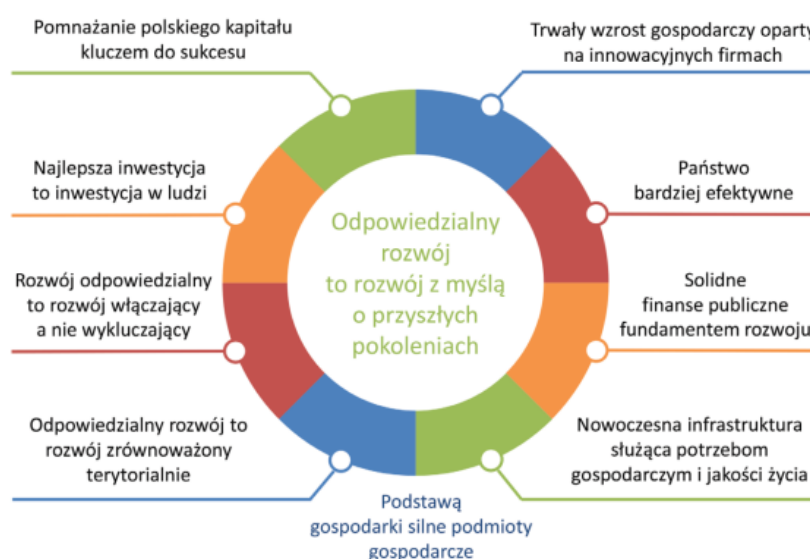 Pomnażanie polskiego kapitału
kluczem do sukcesu
Trwały wzrost gospodarczy oparty
na innowacyjnych firmach
Najlepsza inwestycja
to inwestycja w ludzi
Państwo
bardziej efektywne
Odpowiedzialny
rozwój
to rozwój z myślą
o przyszłych
pokoleniach
Rozwój odpowiedzialny
to rozwój włączający
a nie wykluczający
Solidne
finanse publiczne
fundamentem rozwoju
Odpowiedzialny rozwój to
rozwój zrównoważony
terytorialnie
Nowoczesna infrastruktura
służąca potrzebom
gospodarczym i jakości życia
Podstawą
gospodarki silne podmioty
gospodarcze